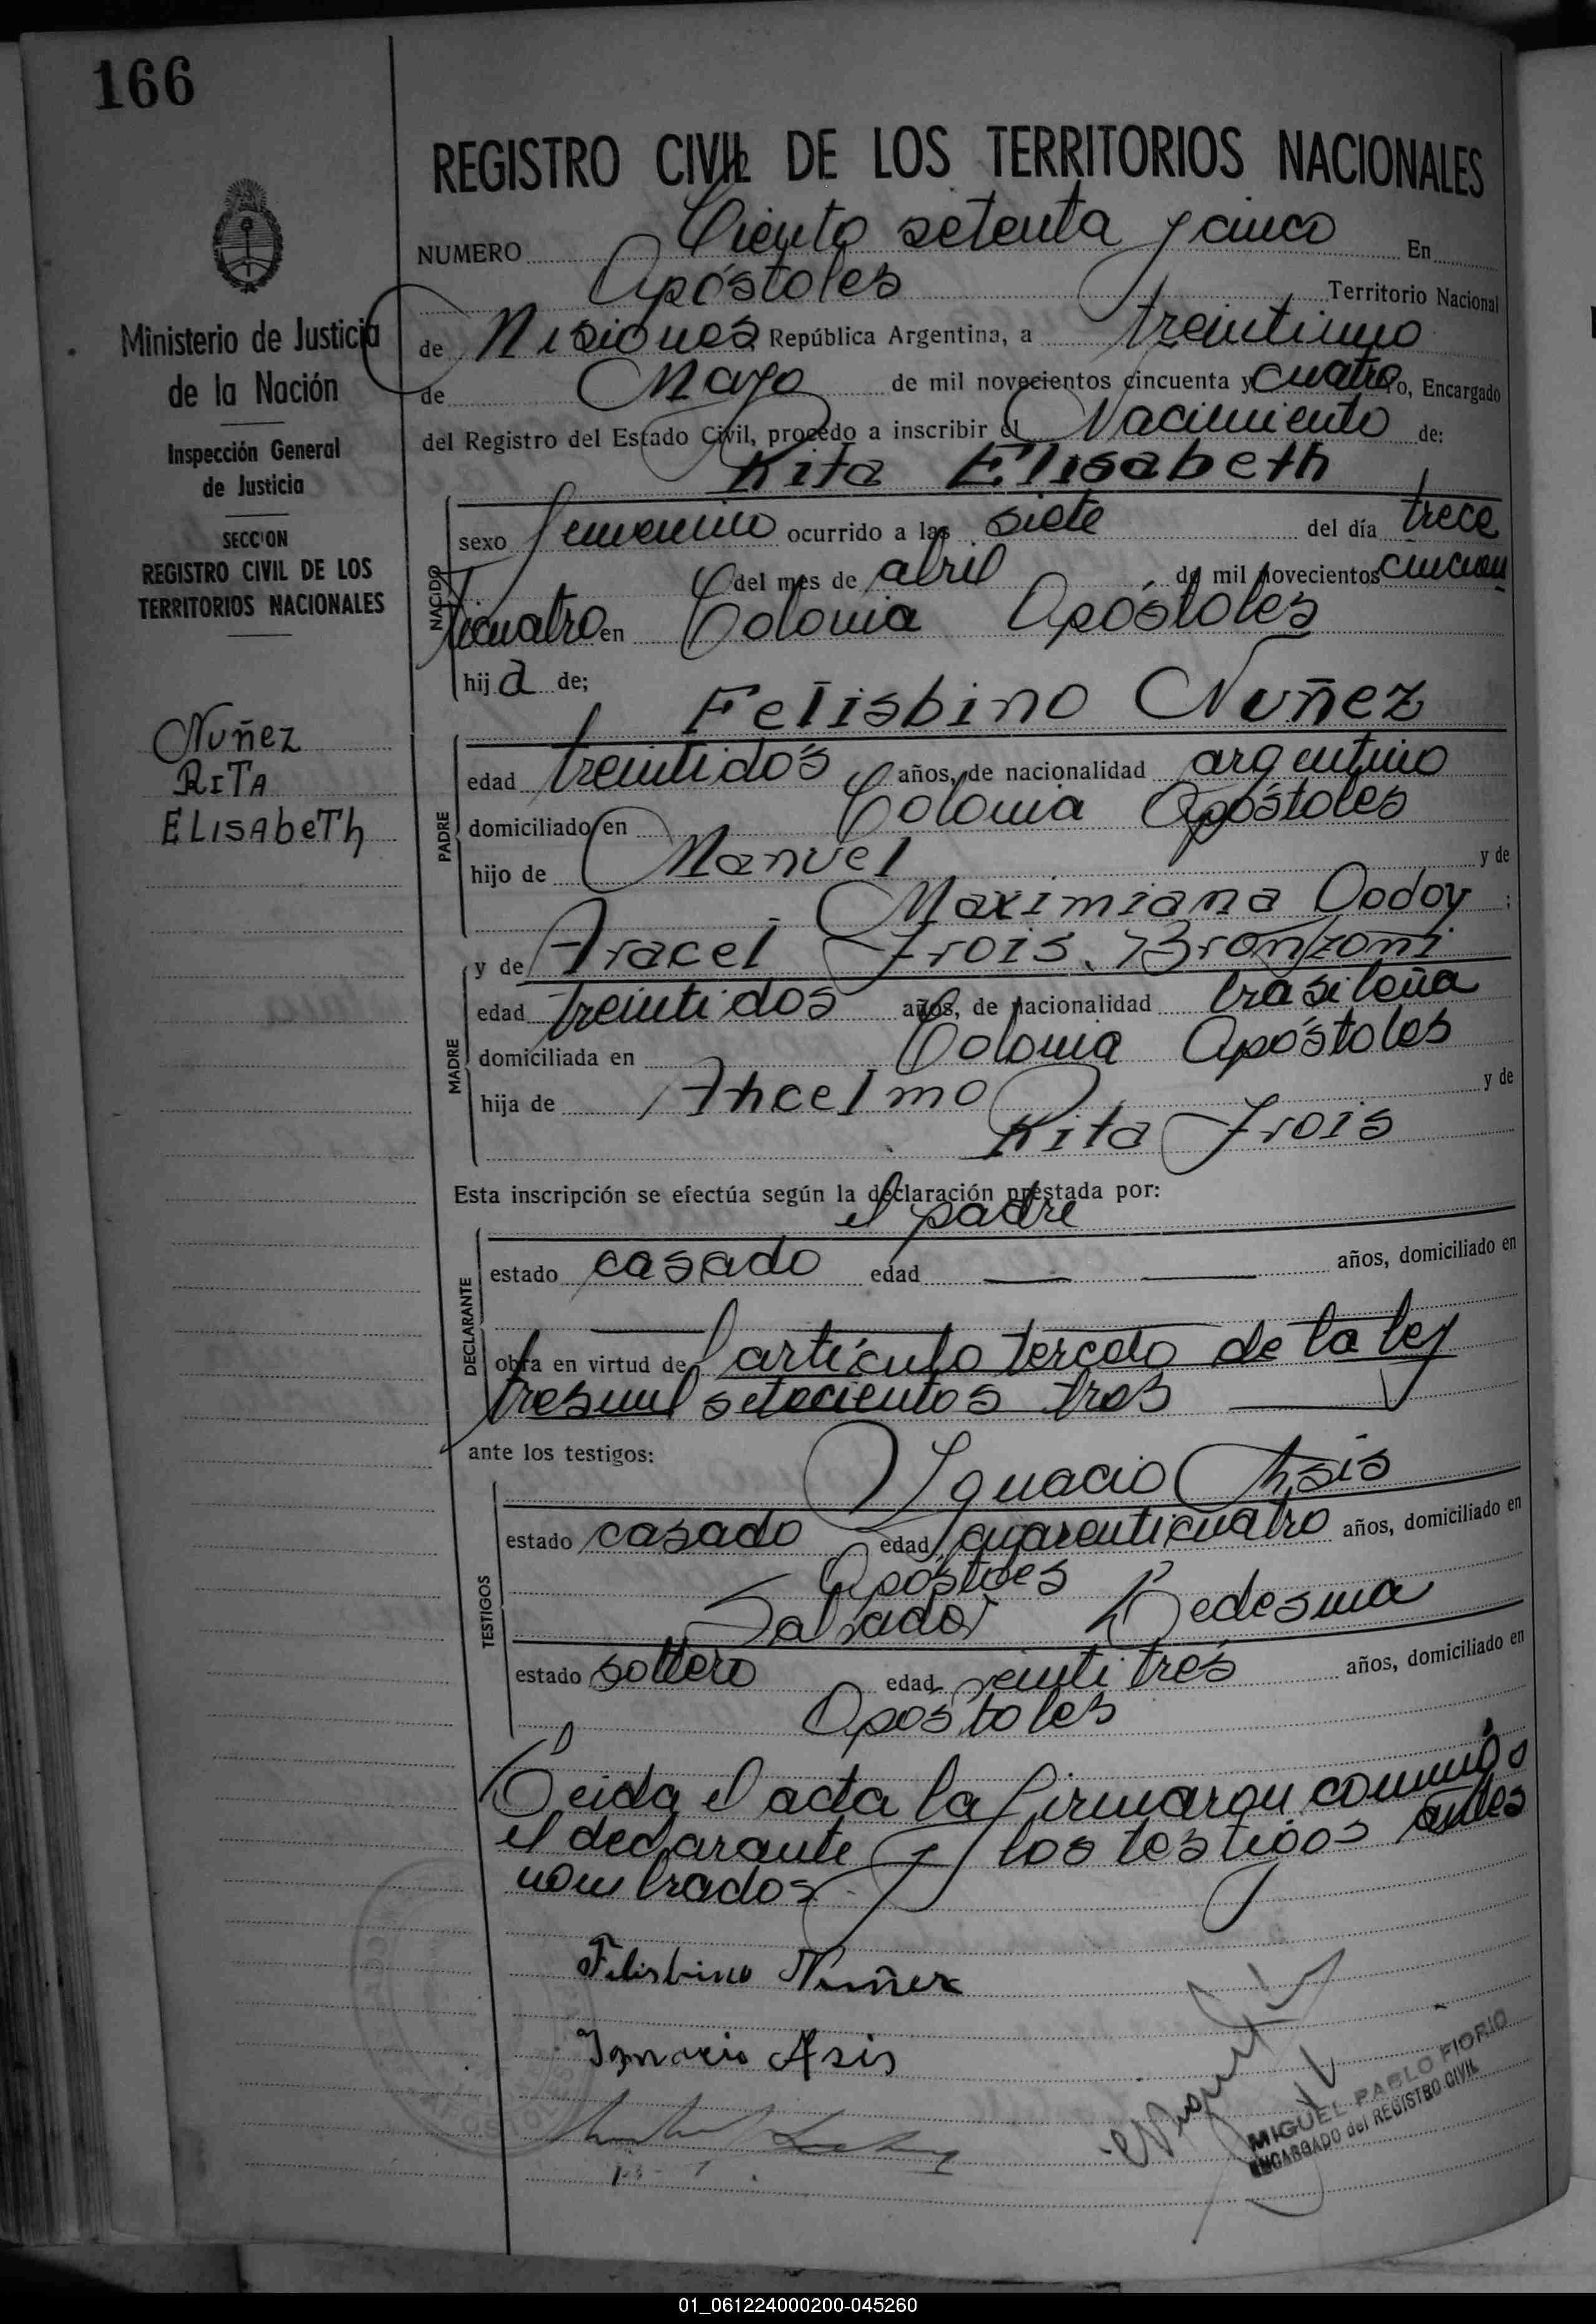 166
REGISTRO CIVIL DE LOS TERRITORIOS NACIONALES
Ministerio de Justicia
de la Nación
Inspección General
de Justicia
SECCION
REGISTRO CIVIL DE LOS
TERRITORIOS NACIONALES
Nuñez
RITA
ELISAbeTh
NUMERO Ciento setenta y cinco En
Apóstoles Territorio Nacional
de Misiones República Argentina, a treintiuno
de Mayo de mil novecientos cincuenta y cuatro yo, Encargado
del Registro del Estado Civil, procedo a inscribir el Nacimiento de:
Rita Elisabeth
NACIDO
sexo femenino ocurrido a las siete del día trece
del mes de abril de mil novecientos cincuen
ticuatro en Colonia Apóstoles
hij a de;
Felisbino Nuñez
PADRE
edad treintidós años, de nacionalidad argentino
domiciliado en Colonia Apóstoles
hijo de Manuel y de
Maximiana Godoy ;
y de Aracel Frois Bronzoni
MADRE
edad treintidos años, de nacionalidad brasileña
domiciliada en Colonia Apóstoles
hija de Ancelmo y de
Rita Frois
Esta inscripción se efectúa según la declaración prestada por:
el padre
DECLARANTE
estado casado edad años, domiciliado en
obra en virtud del artículo tercero de la ley
tresmil setecientos tres
ante los testigos:
Ygnacio Asis
TESTIGOS
estado casado edad cuarenticuatro años, domiciliado en
Apóstoles
Salvador Ledesma
estado soltero edad veintitrés años, domiciliado en
Apóstoles
Leida el acta la firmaron conmigo
el declarante y los testigos antes
nombrados
Felisbino Nuñez
Ignacio Asis
MIGUEL PABLO FIORIO
ENCARGADO del REGISTRO CIVIL
01_061224000200-045260